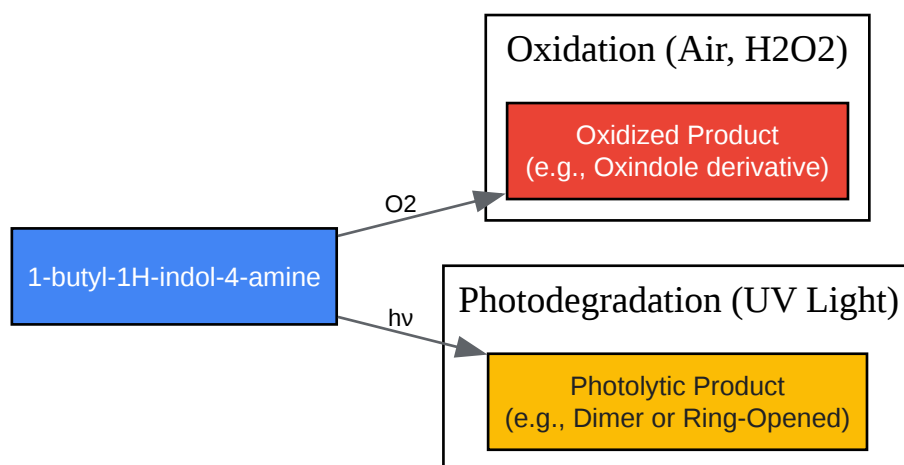 Oxidation (Air, H2O2)
Oxidized Product
(e.g., Oxindole derivative)
O2
1-butyl-1H-indol-4-amine
hν
Photodegradation (UV Light)
Photolytic Product
(e.g., Dimer or Ring-Opened)